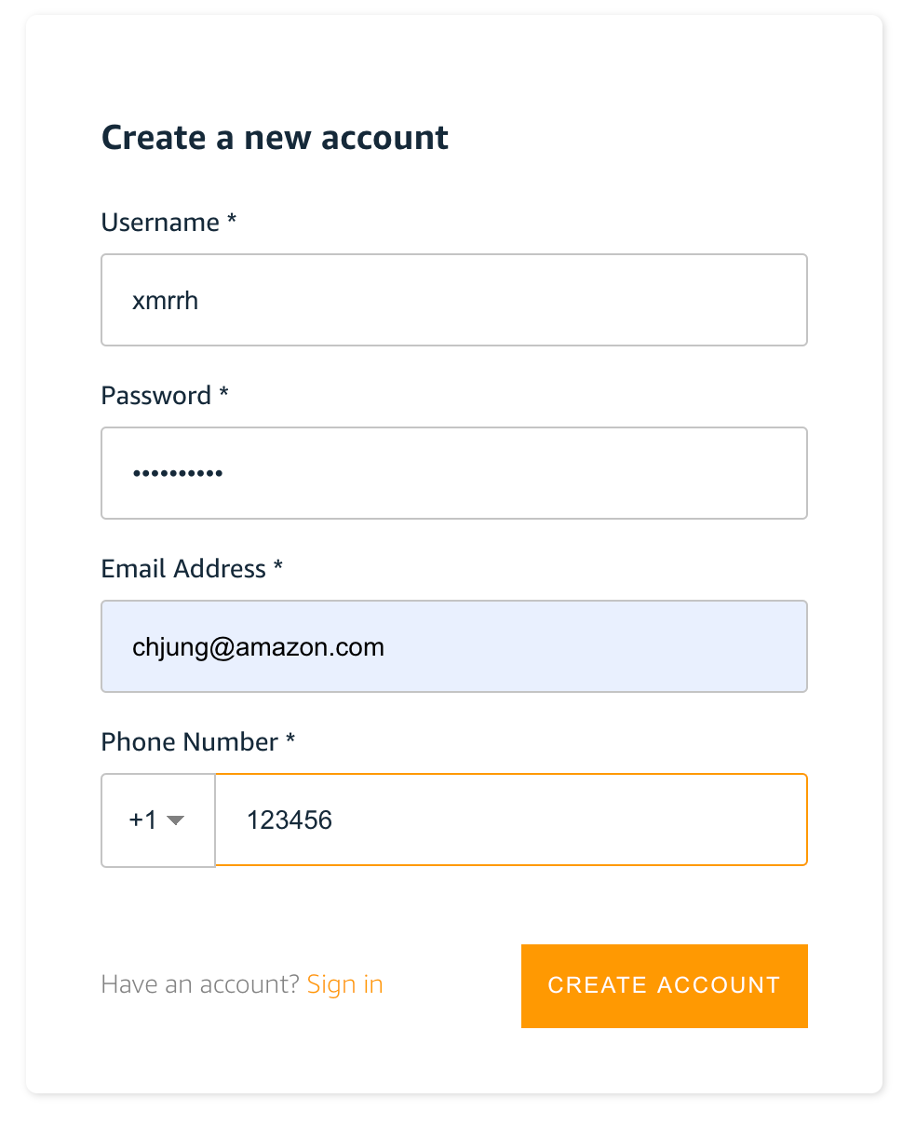 Create a new account
Username *
xmrrh
Password *
••••••••••
Email Address *
chjung@amazon.com
Phone Number *
+1 123456
Have an account? Sign in CREATE ACCOUNT